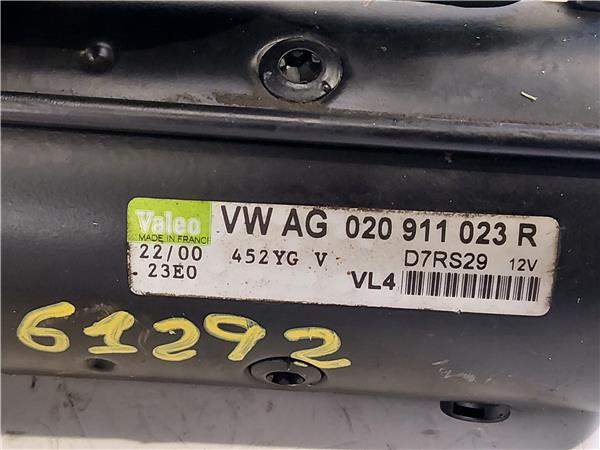 Valeo VW AG 020 911 023 R
MADE IN FRANCE
22/00 452YG V D7RS29 12V
23E0 VL4
61292